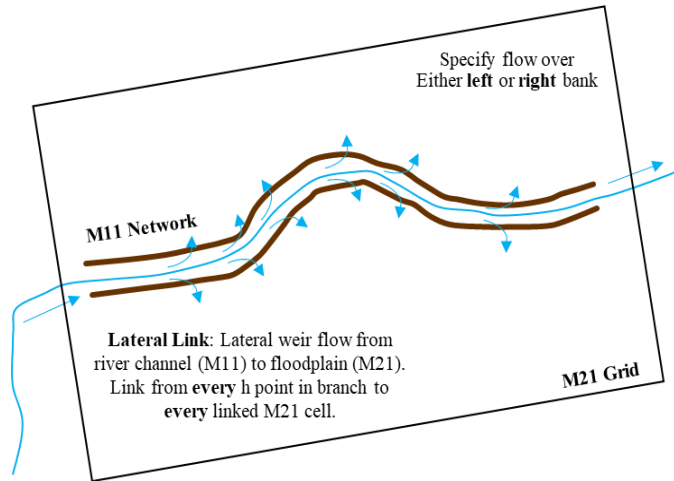 Specify flow over
Either left or right bank
M11 Network
Lateral Link: Lateral weir flow from
river channel (M11) to floodplain (M21).
Link from every h point in branch to
every linked M21 cell.
M21 Grid